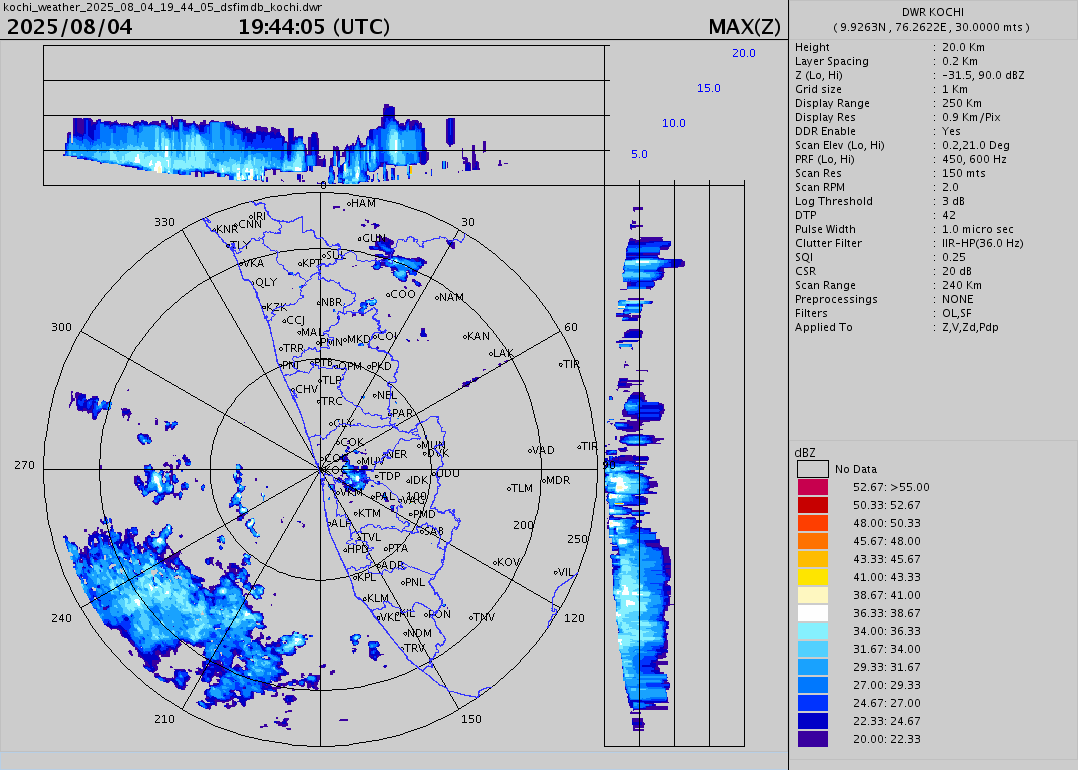 kochi_weather_2025_08_04_19_44_05_dsfimdb_kochi.dwr
2025/08/04 19:44:05 (UTC) MAX(Z)
20.0
15.0
10.0
5.0
0
30
60
90
120
150
210
240
270
300
330
100
200
250
HAM
IRI
CNN
KNR
TLY
GUN
SUL
VKA
KPT
QLY
COO
NAM
NBR
KZK
CCJ
MAL
KAN
PMN
MKD
COI
TRR
LAK
PNI
PTB
OPM
PKD
TIR
TLP
CHV
NEL
TRC
PAR
CLY
COK
MUN
TIR
DVK
VAD
NER
COC
MUV
KOC
TDP
UDU
IDK
MDR
TLM
VKM
PAL
VAG
KTM
PMD
ALP
SAB
TVL
HPD
PTA
KOV
ADR
VIL
KPL
PNL
KLM
KIL
PON
VKL
TNV
NDM
TRV
DWR KOCHI
( 9.9263N , 76.2622E , 30.0000 mts )
Height : 20.0 Km
Layer Spacing : 0.2 Km
Z (Lo, Hi) : -31.5, 90.0 dBZ
Grid size : 1 Km
Display Range : 250 Km
Display Res : 0.9 Km/Pix
DDR Enable : Yes
Scan Elev (Lo, Hi) : 0.2,21.0 Deg
PRF (Lo, Hi) : 450, 600 Hz
Scan Res : 150 mts
Scan RPM : 2.0
Log Threshold : 3 dB
DTP : 42
Pulse Width : 1.0 micro sec
Clutter Filter : IIR-HP(36.0 Hz)
SQI : 0.25
CSR : 20 dB
Scan Range : 240 Km
Preprocessings : NONE
Filters : OL,SF
Applied To : Z,V,Zd,Pdp
dBZ
No Data
52.67: >55.00
50.33: 52.67
48.00: 50.33
45.67: 48.00
43.33: 45.67
41.00: 43.33
38.67: 41.00
36.33: 38.67
34.00: 36.33
31.67: 34.00
29.33: 31.67
27.00: 29.33
24.67: 27.00
22.33: 24.67
20.00: 22.33